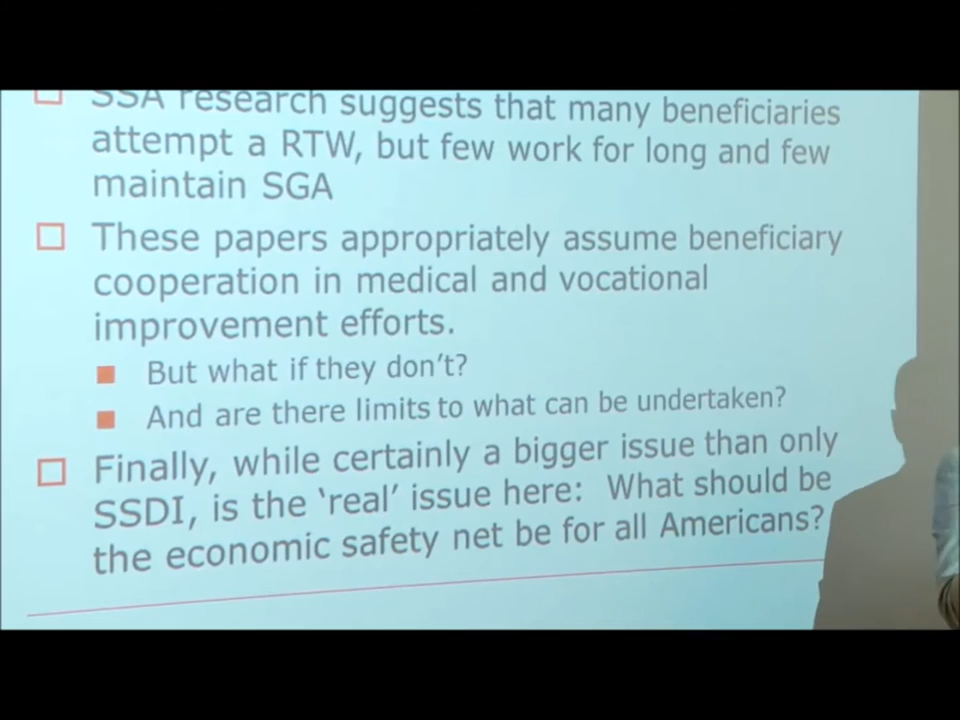 SSA research suggests that many beneficiaries
attempt a RTW, but few work for long and few
maintain SGA
These papers appropriately assume beneficiary
cooperation in medical and vocational
improvement efforts.
But what if they don't?
And are there limits to what can be undertaken?
Finally, while certainly a bigger issue than only
SSDI, is the ‘real’ issue here: What should be
the economic safety net be for all Americans?